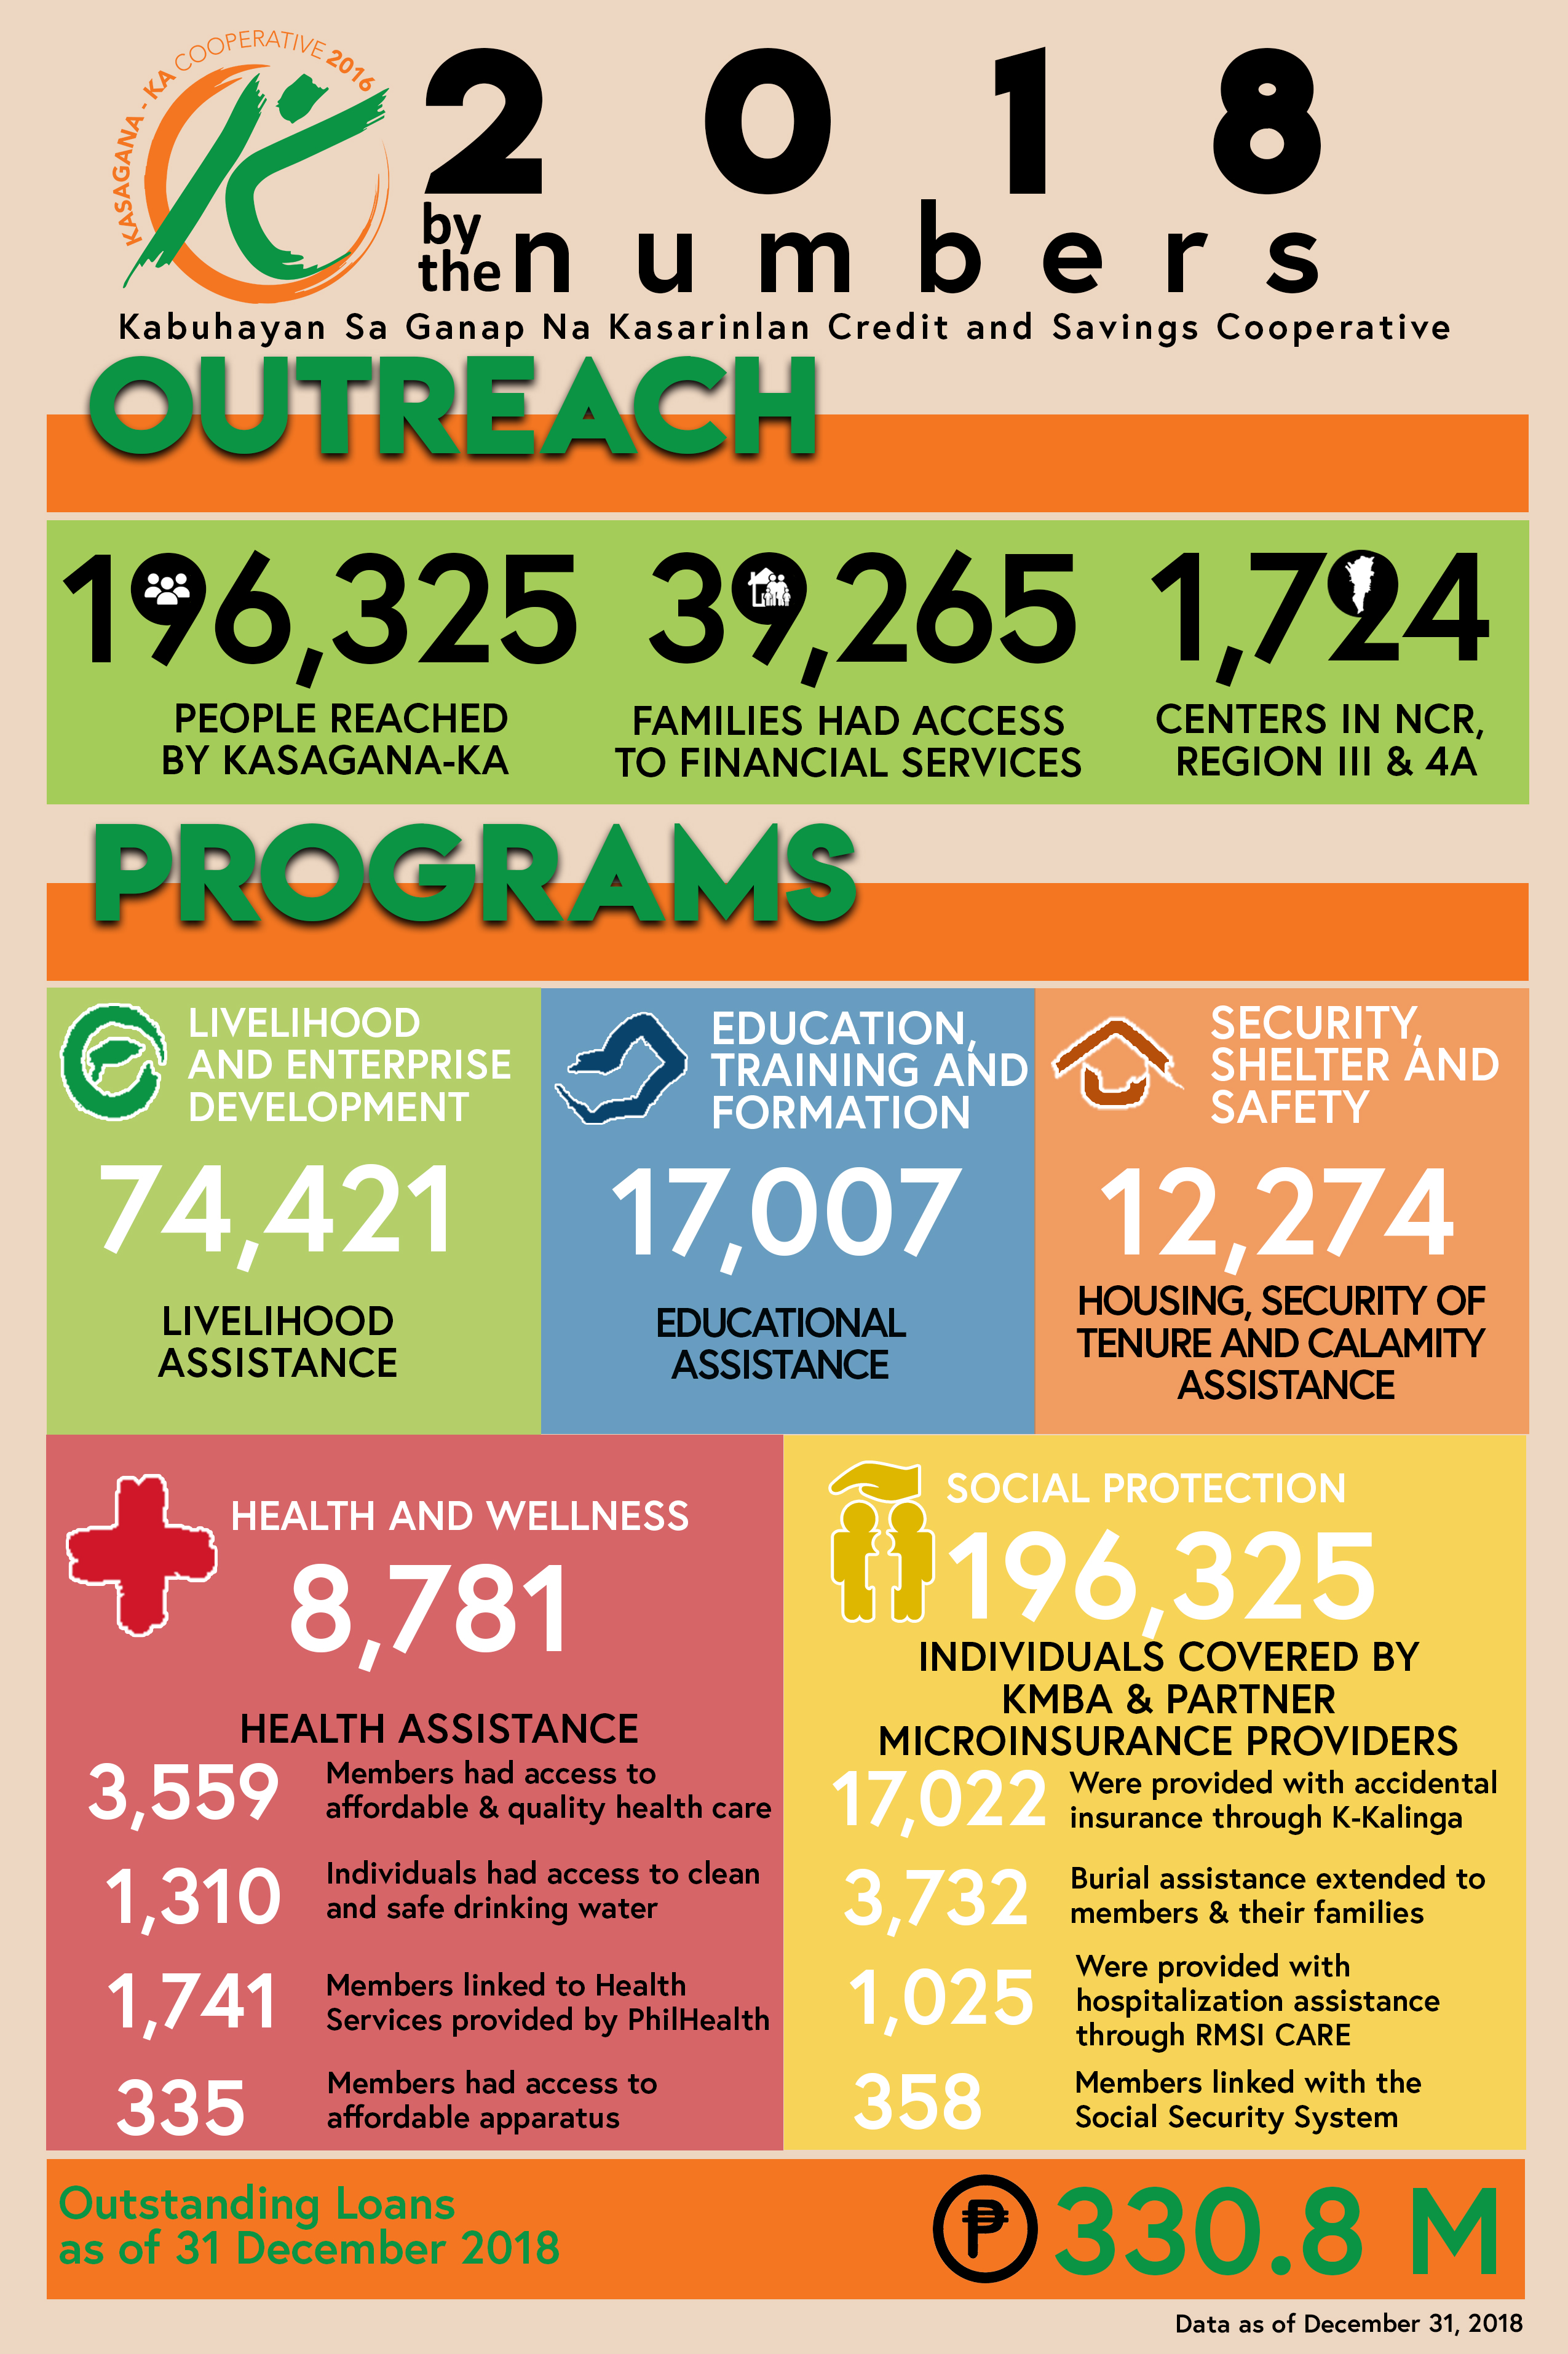 KASAGANA - KA COOPERATIVE 2016
2018
by the numbers
Kabuhayan Sa Ganap Na Kasarinlan Credit and Savings Cooperative
OUTREACH
196,325
PEOPLE REACHED
BY KASAGANA-KA
39,265
FAMILIES HAD ACCESS
TO FINANCIAL SERVICES
1,724
CENTERS IN NCR,
REGION III & 4A
PROGRAMS
LIVELIHOOD
AND ENTERPRISE
DEVELOPMENT
74,421
LIVELIHOOD
ASSISTANCE
EDUCATION,
TRAINING AND
FORMATION
17,007
EDUCATIONAL
ASSISTANCE
SECURITY,
SHELTER AND
SAFETY
12,274
HOUSING, SECURITY OF
TENURE AND CALAMITY
ASSISTANCE
HEALTH AND WELLNESS
8,781
HEALTH ASSISTANCE
3,559
Members had access to
affordable & quality health care
1,310
Individuals had access to clean
and safe drinking water
1,741
Members linked to Health
Services provided by PhilHealth
335
Members had access to
affordable apparatus
SOCIAL PROTECTION
196,325
INDIVIDUALS COVERED BY
KMBA & PARTNER
MICROINSURANCE PROVIDERS
17,022
Were provided with accidental
insurance through K-Kalinga
3,732
Burial assistance extended to
members & their families
1,025
Were provided with
hospitalization assistance
through RMSI CARE
358
Members linked with the
Social Security System
Outstanding Loans
as of 31 December 2018
₱ 330.8 M
Data as of December 31, 2018